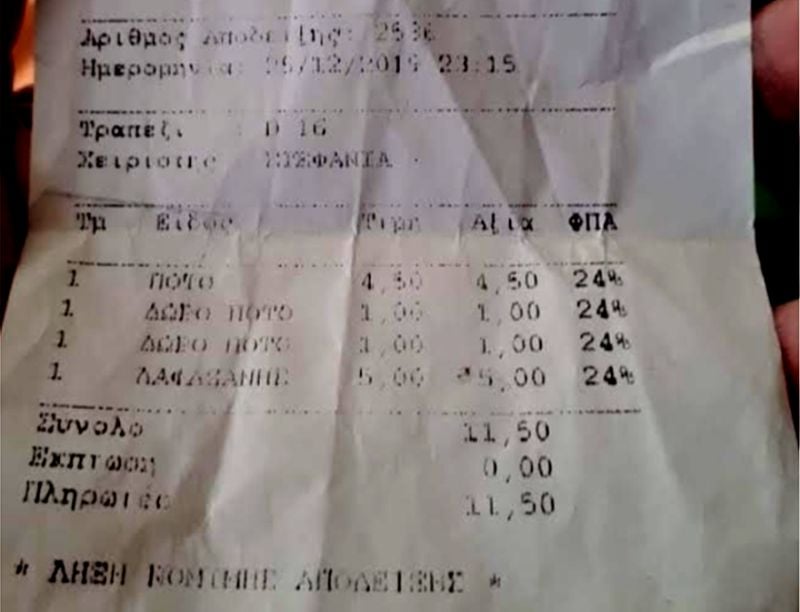 Αριθμος Αποδειξης: 2536
Ημερομηνια: 25/12/2019 23:15
Τραπεζι : D 16
Χειριστης
Τμ Ειδος Τιμη Αξια ΦΠΑ
1 ΠΟΤΟ 4,50 4,50 24%
1 ΔΩΡΟ ΠΟΤΟ 1,00 1,00 24%
1 ΔΩΡΟ ΠΟΤΟ 1,00 1,00 24%
1 ΛΑΦΑΖΑΝΗΣ 5,00 5,00 24%
Συνολο 11,50
Εκπτωση 0,00
Πληρωτέο 11,50
* ΛΗΞΗ ΝΟΜΙΜΗΣ ΑΠΟΔΕΙΞΗΣ *